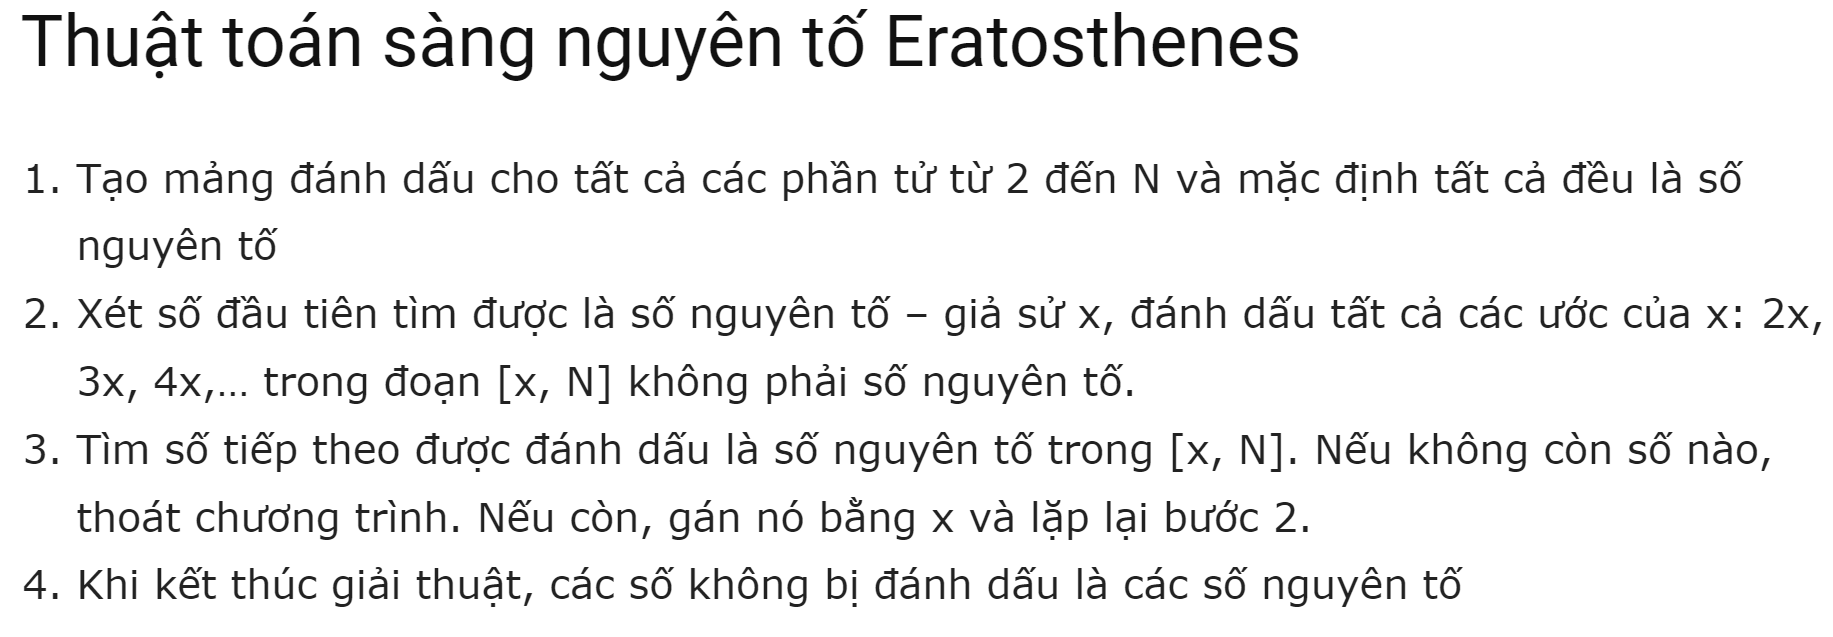 Thuật toán sàng nguyên tố Eratosthenes
1. Tạo mảng đánh dấu cho tất cả các phần tử từ 2 đến N và mặc định tất cả đều là số
nguyên tố
2. Xét số đầu tiên tìm được là số nguyên tố – giả sử x, đánh dấu tất cả các ước của x: 2x,
3x, 4x,... trong đoạn [x, N] không phải số nguyên tố.
3. Tìm số tiếp theo được đánh dấu là số nguyên tố trong [x, N]. Nếu không còn số nào,
thoát chương trình. Nếu còn, gán nó bằng x và lặp lại bước 2.
4. Khi kết thúc giải thuật, các số không bị đánh dấu là các số nguyên tố